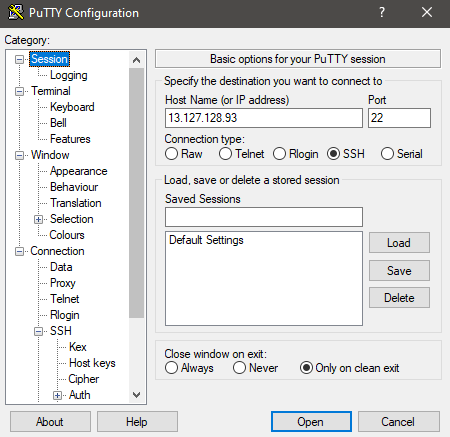 PuTTY Configuration
? ×
Category:
Session
Logging
Terminal
Keyboard
Bell
Features
Window
Appearance
Behaviour
Translation
Selection
Colours
Connection
Data
Proxy
Telnet
Rlogin
SSH
Kex
Host keys
Cipher
Auth
Basic options for your PuTTY session
Specify the destination you want to connect to
Host Name (or IP address) Port
13.127.128.93 22
Connection type:
Raw Telnet Rlogin SSH Serial
Load, save or delete a stored session
Saved Sessions
Default Settings
Load
Save
Delete
Close window on exit:
Always Never Only on clean exit
About Help Open Cancel